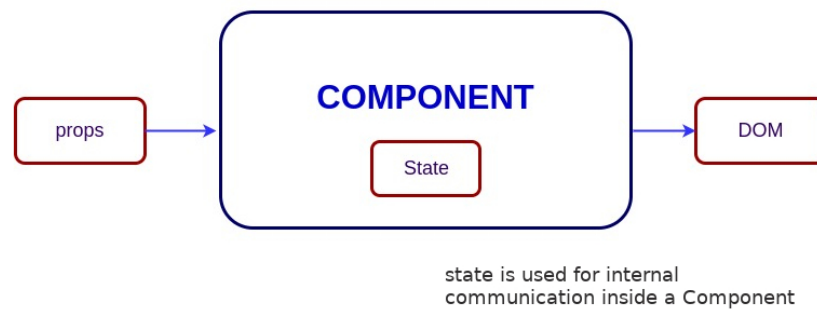 COMPONENT
props
State
DOM
state is used for internal
communication inside a Component